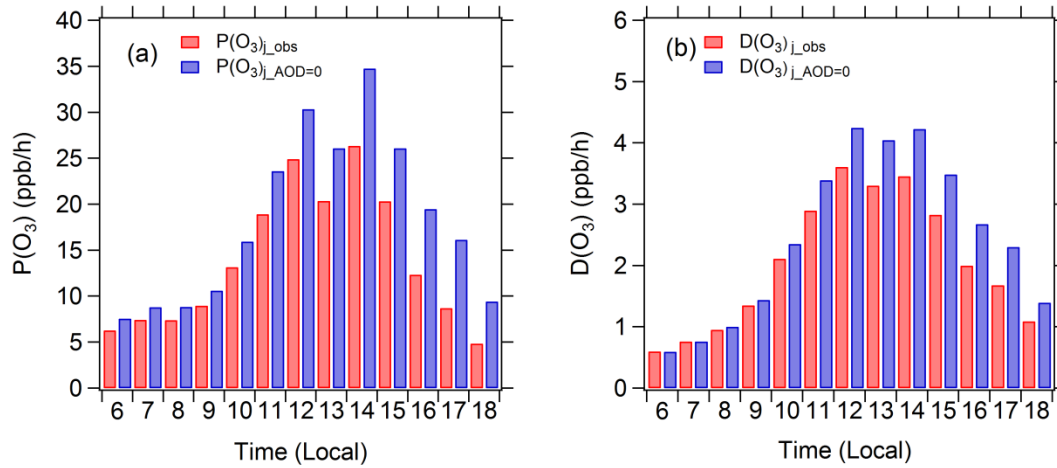 (a)
P(O₃)j_obs
P(O₃)j_AOD=0
P(O₃) (ppb/h)
40
35
30
25
20
15
10
5
0
6 7 8 9 10 11 12 13 14 15 16 17 18
Time (Local)
(b)
D(O₃)j_obs
D(O₃)j_AOD=0
D(O₃) (ppb/h)
6
5
4
3
2
1
0
6 7 8 9 10 11 12 13 14 15 16 17 18
Time (Local)